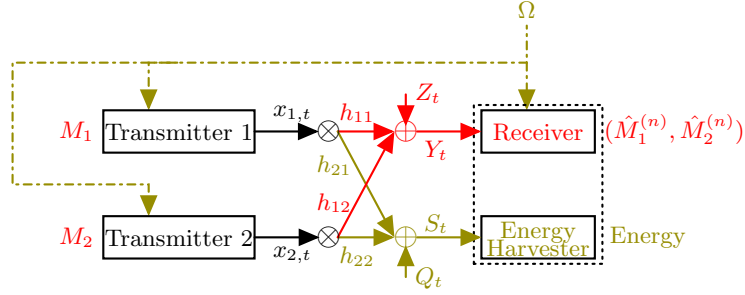 Ω
x_{1,t} h_{11} Z_t
M_1 Transmitter 1 Receiver (\hat{M}_1^{(n)}, \hat{M}_2^{(n)})
Y_t
h_{21}
h_{12}
M_2 Transmitter 2 S_t Energy Harvester Energy
x_{2,t} h_{22}
Q_t